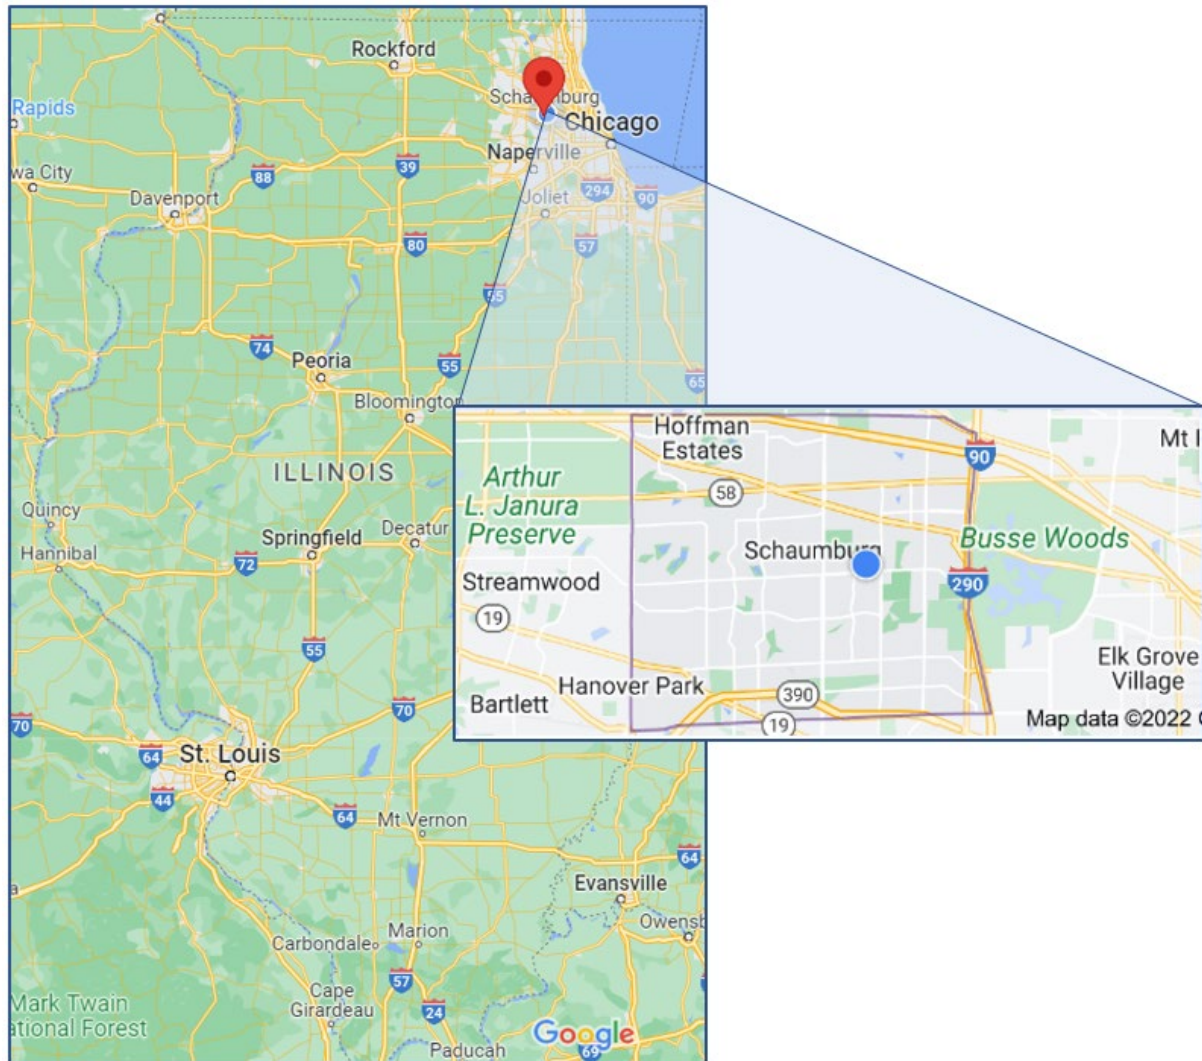 Rockford
Rapids
Schaumburg
Chicago
Naperville
wa City
88
39
294
90
Davenport
Joliet
80
57
55
74
Peoria
55
65
Bloomington
ILLINOIS
Quincy
Springfield
Decatur
Hannibal
72
55
70
70
64
St. Louis
44
64
Mt Vernon
64
Evansville
Owensb
Carbondale
Marion
57
Cape
Girardeau
24
Mark Twain
ational Forest
Google
69
Paducah
Hoffman
Estates
90
Mt
Arthur
L. Janura
Preserve
58
Schaumburg
Busse Woods
Streamwood
290
19
Elk Grove
Village
Hanover Park
390
Bartlett
19
Map data ©2022